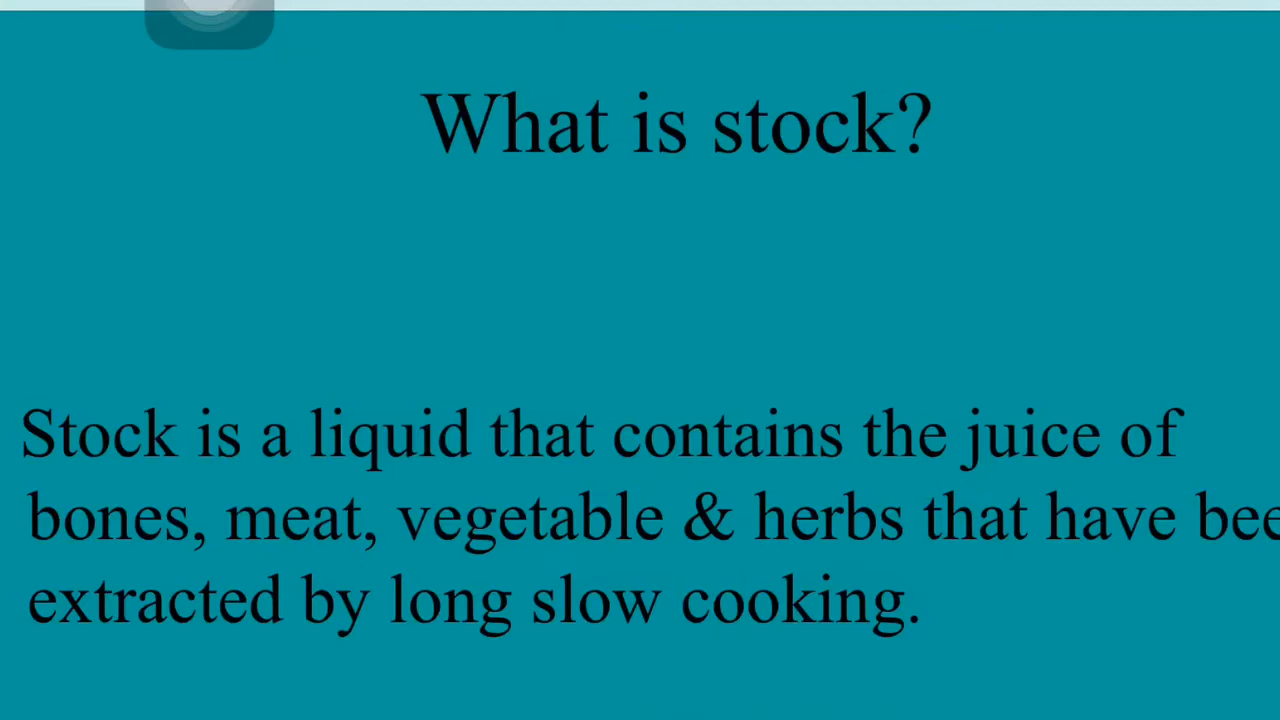 What is stock?
Stock is a liquid that contains the juice of
bones, meat, vegetable & herbs that have bee
extracted by long slow cooking.